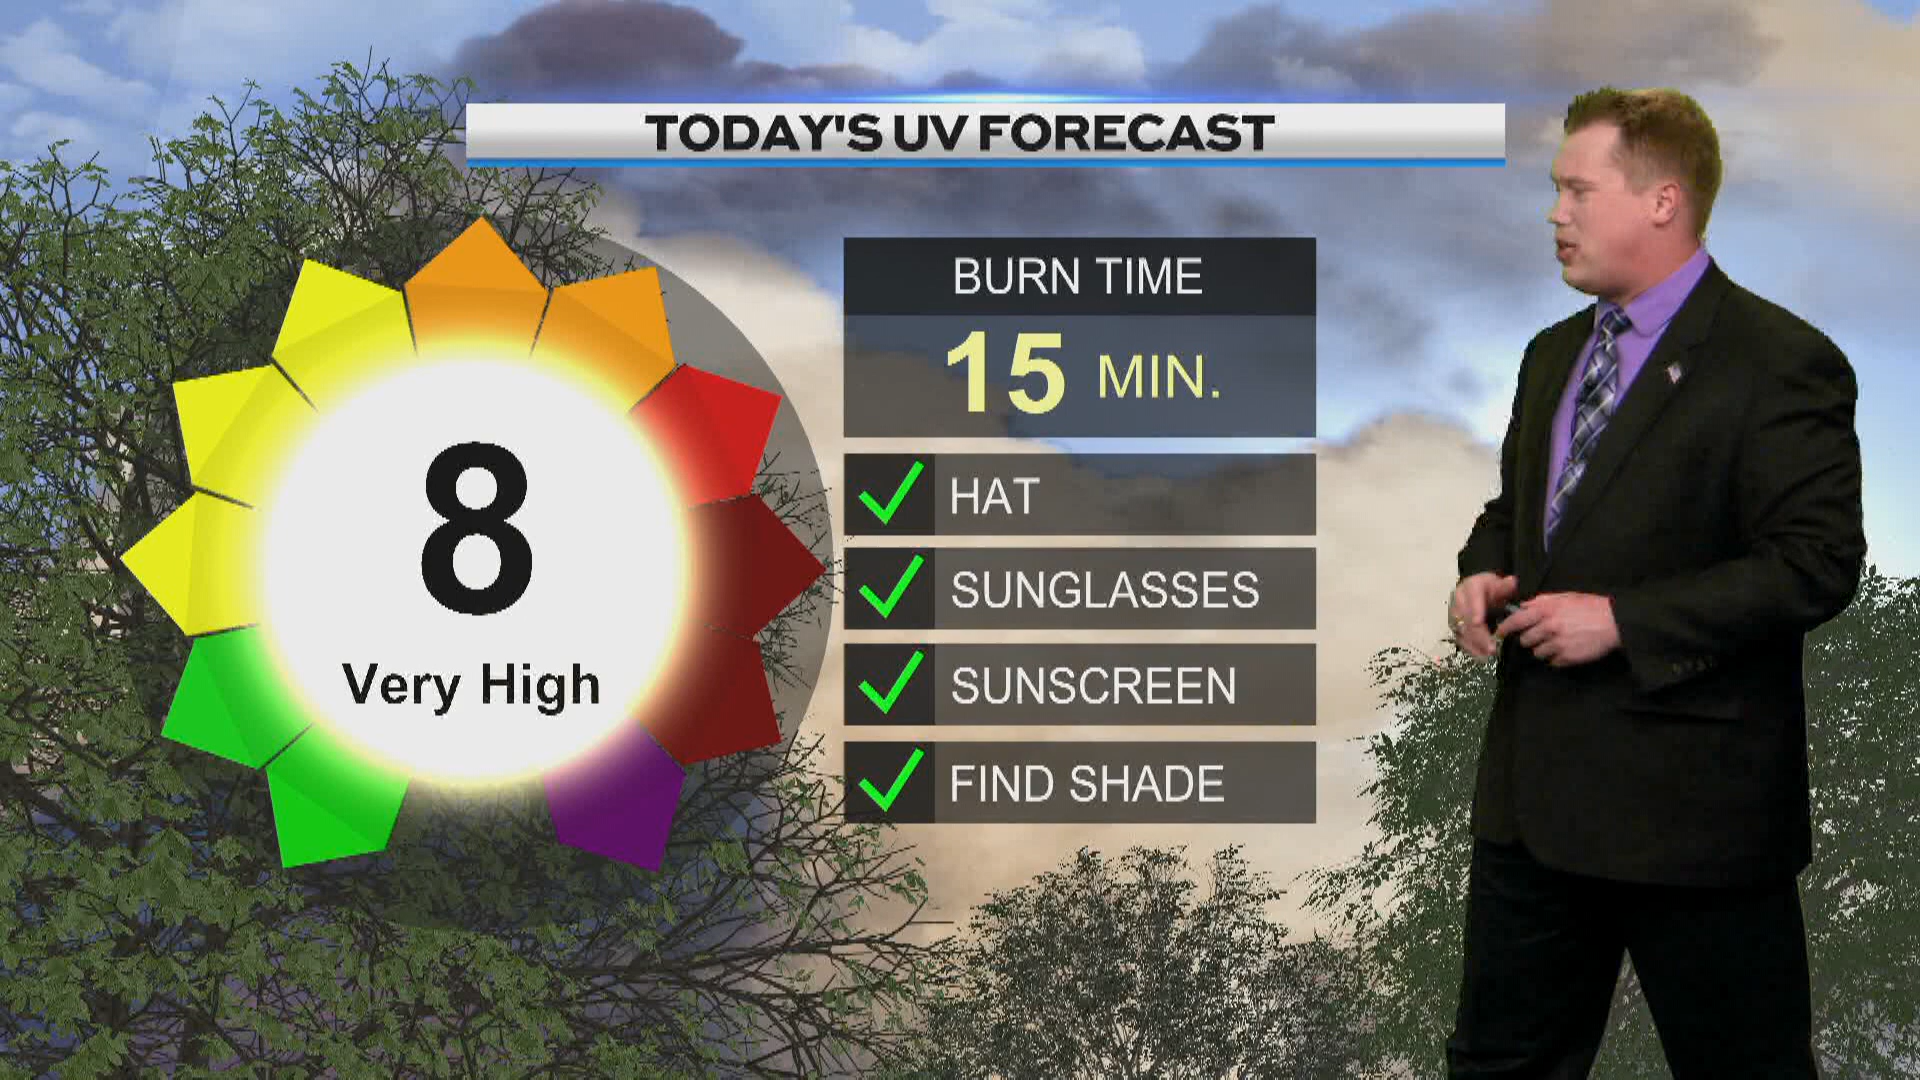 TODAY'S UV FORECAST
8
Very High
BURN TIME
15 MIN.
HAT
SUNGLASSES
SUNSCREEN
FIND SHADE